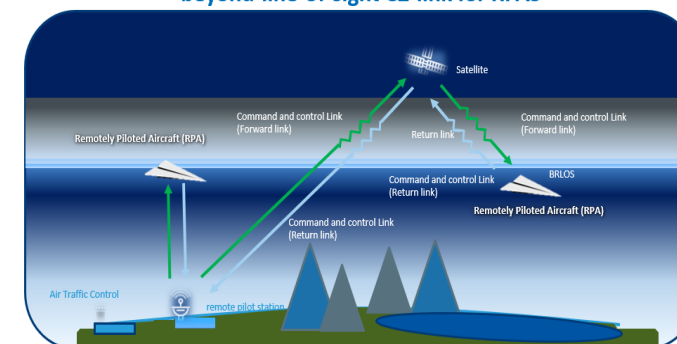 beyond line of sight C2 link for RPAS
Satellite
Command and control Link
(Forward link)
Command and control Link
(Forward link)
Remotely Piloted Aircraft (RPA)
Return link
BRLOS
Command and control Link
(Return link)
Remotely Piloted Aircraft (RPA)
Command and control Link
(Return link)
Air Traffic Control
remote pilot station